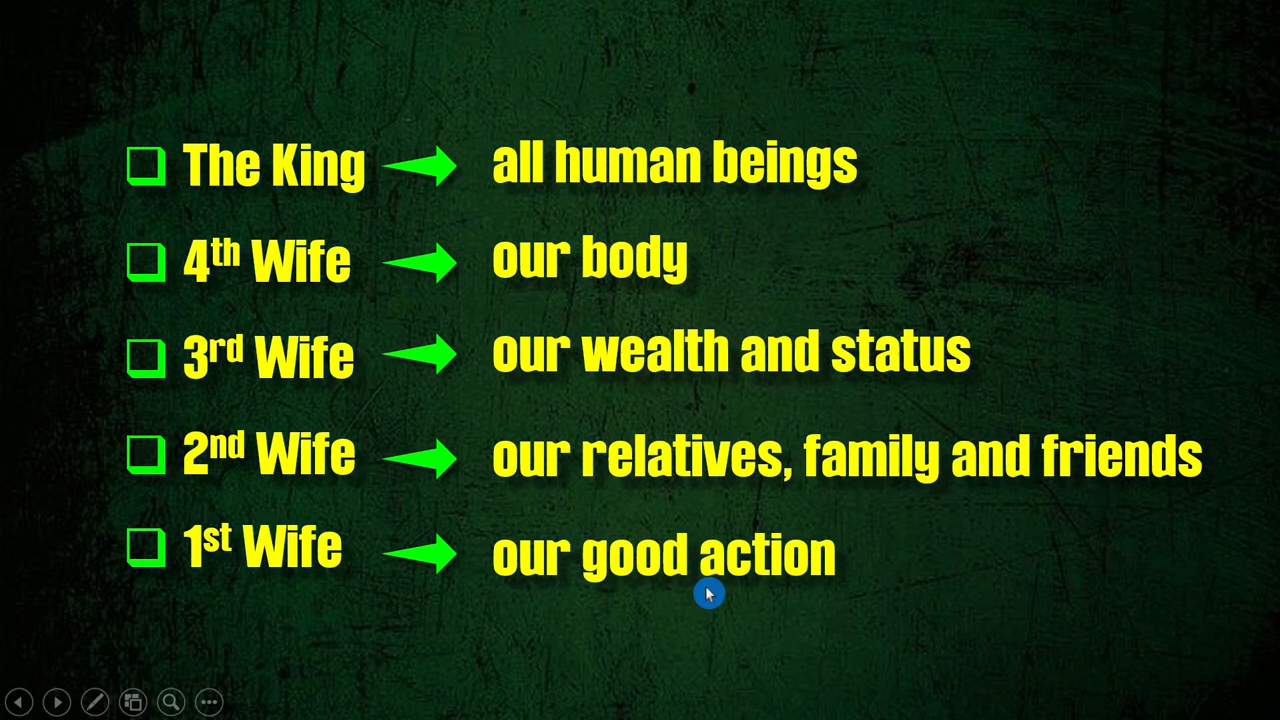 The King all human beings
4th Wife our body
3rd Wife our wealth and status
2nd Wife our relatives, family and friends
1st Wife our good action